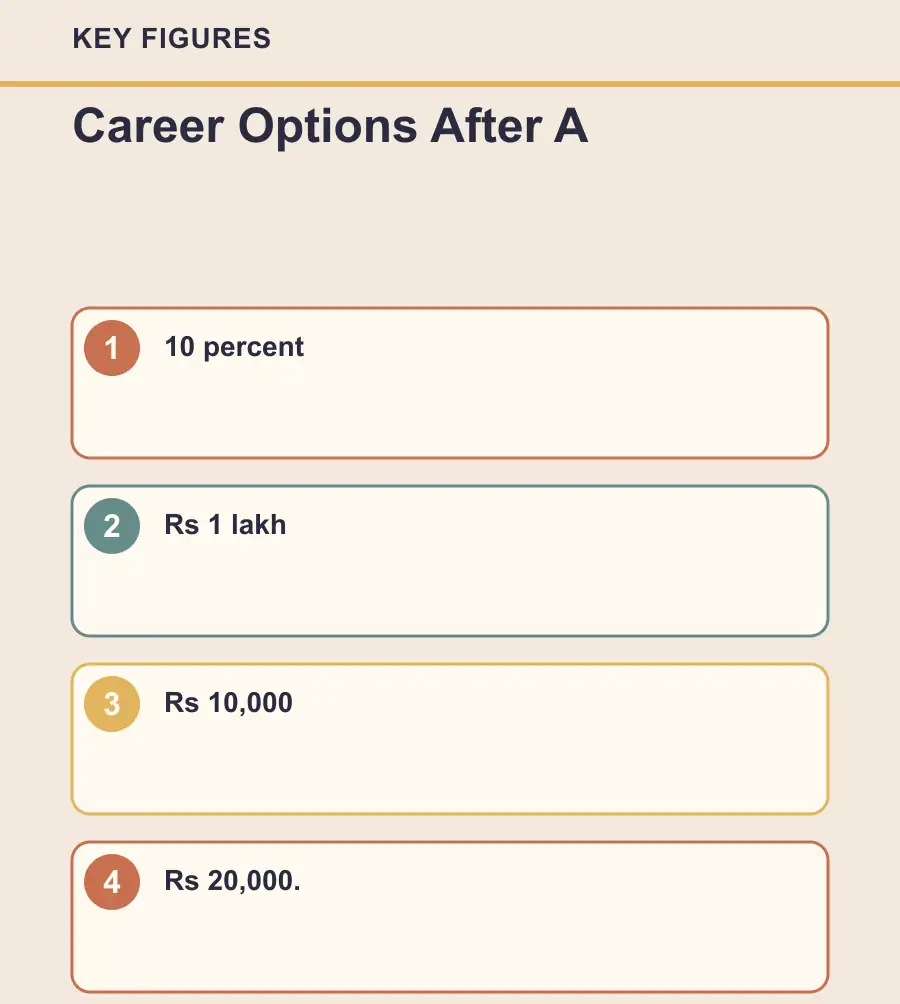 KEY FIGURES
Career Options After A
1
10 percent
2
Rs 1 lakh
3
Rs 10,000
4
Rs 20,000.